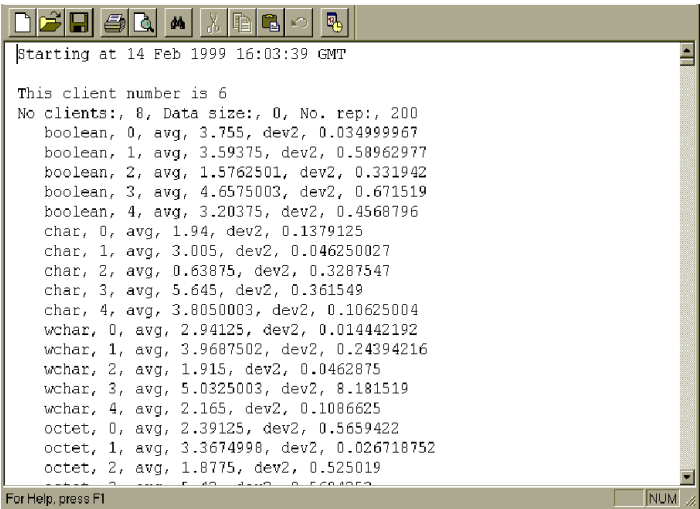 Starting at 14 Feb 1999 16:03:39 GMT
This client number is 6
No clients:, 8, Data size:, 0, No. rep:, 200
boolean, 0, avg, 3.755, dev2, 0.034999967
boolean, 1, avg, 3.59375, dev2, 0.58962977
boolean, 2, avg, 1.5762501, dev2, 0.331942
boolean, 3, avg, 4.6575003, dev2, 0.671519
boolean, 4, avg, 3.20375, dev2, 0.4568796
char, 0, avg, 1.94, dev2, 0.1379125
char, 1, avg, 3.005, dev2, 0.046250027
char, 2, avg, 0.63875, dev2, 0.3287547
char, 3, avg, 5.645, dev2, 0.361549
char, 4, avg, 3.8050003, dev2, 0.10625004
wchar, 0, avg, 2.94125, dev2, 0.014442192
wchar, 1, avg, 3.9687502, dev2, 0.24394216
wchar, 2, avg, 1.915, dev2, 0.0462875
wchar, 3, avg, 5.0325003, dev2, 8.181519
wchar, 4, avg, 2.165, dev2, 0.1086625
octet, 0, avg, 2.39125, dev2, 0.5659422
octet, 1, avg, 3.3674998, dev2, 0.026718752
octet, 2, avg, 1.8775, dev2, 0.525019
For Help, press F1
NUM